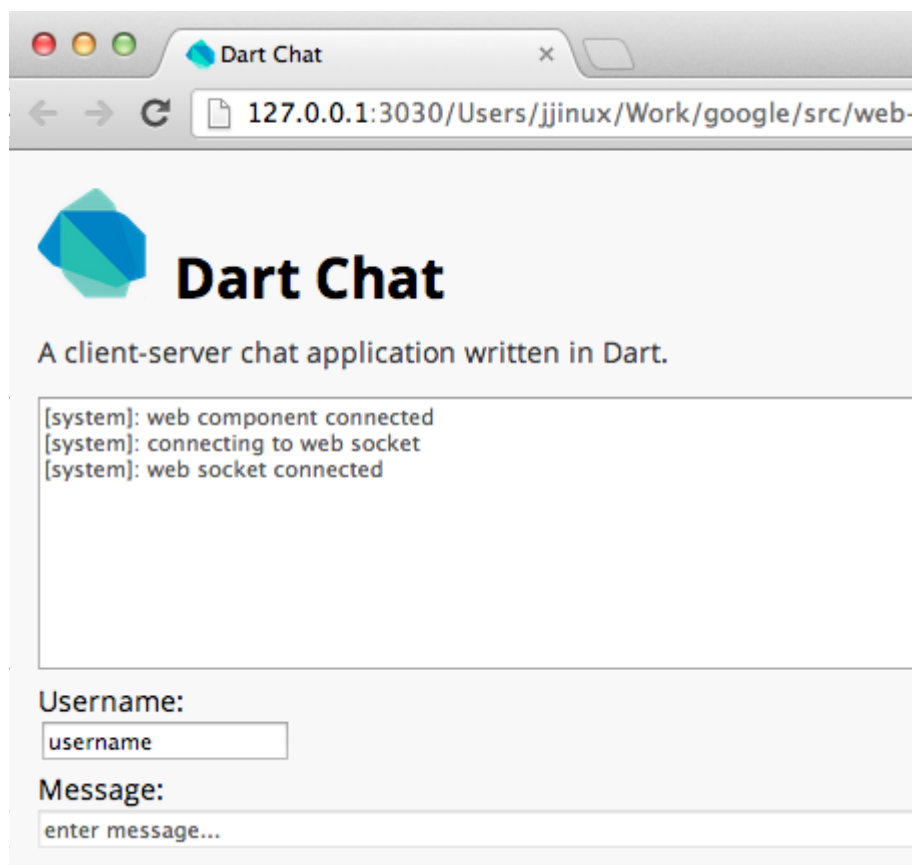 Dart Chat
127.0.0.1:3030/Users/jjinux/Work/google/src/web-
Dart Chat
A client-server chat application written in Dart.
[system]: web component connected
[system]: connecting to web socket
[system]: web socket connected
Username:
username
Message:
enter message...